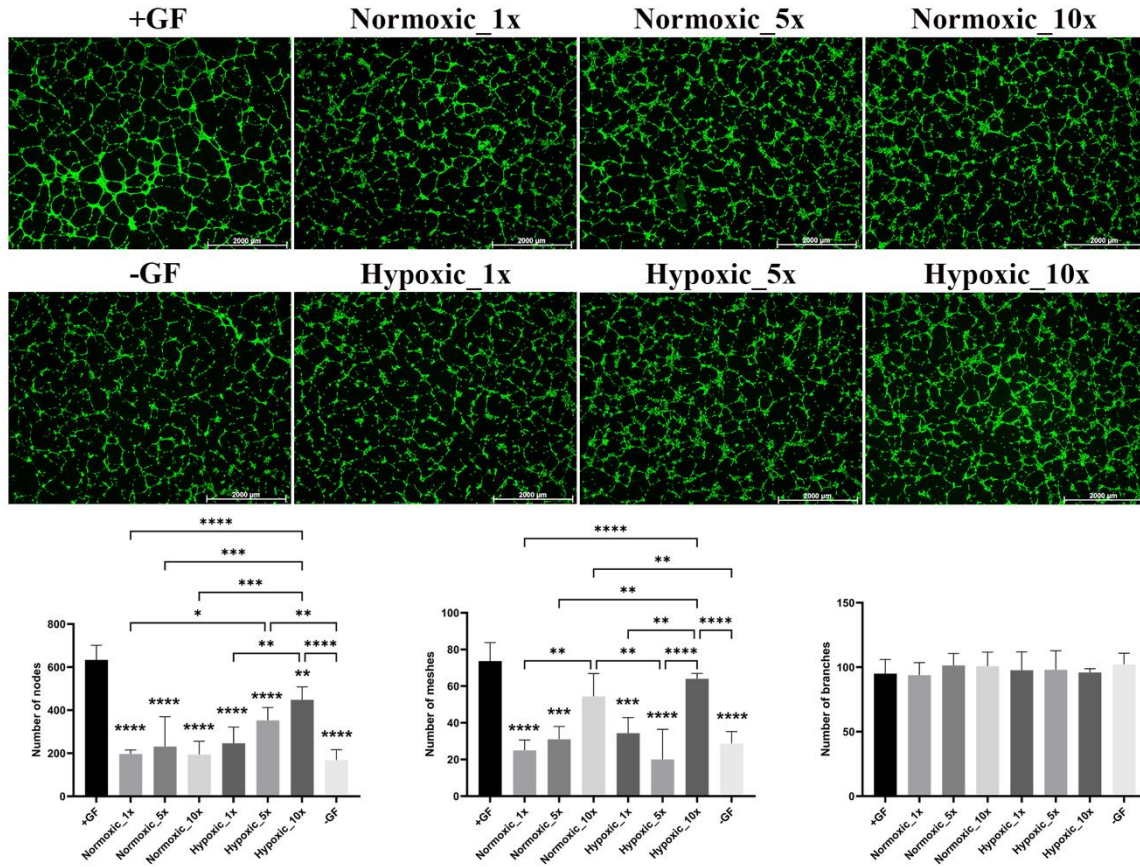 +GF Normoxic_1x Normoxic_5x Normoxic_10x
2000 µm 2000 µm 2000 µm 2000 µm
-GF Hypoxic_1x Hypoxic_5x Hypoxic_10x
2000 µm 2000 µm 2000 µm 2000 µm
Number of nodes
800
600
400
200
0
****
***
***
* **
** ****
**** **** **** **** **** ** ****
+GF Normoxic_1x Normoxic_5x Normoxic_10x Hypoxic_1x Hypoxic_5x Hypoxic_10x -GF
Number of meshes
100
80
60
40
20
0
****
**
**
** ****
** ** ****
**** *** *** **** ****
+GF Normoxic_1x Normoxic_5x Normoxic_10x Hypoxic_1x Hypoxic_5x Hypoxic_10x -GF
Number of branches
150
100
50
0
+GF Normoxic_1x Normoxic_5x Normoxic_10x Hypoxic_1x Hypoxic_5x Hypoxic_10x -GF